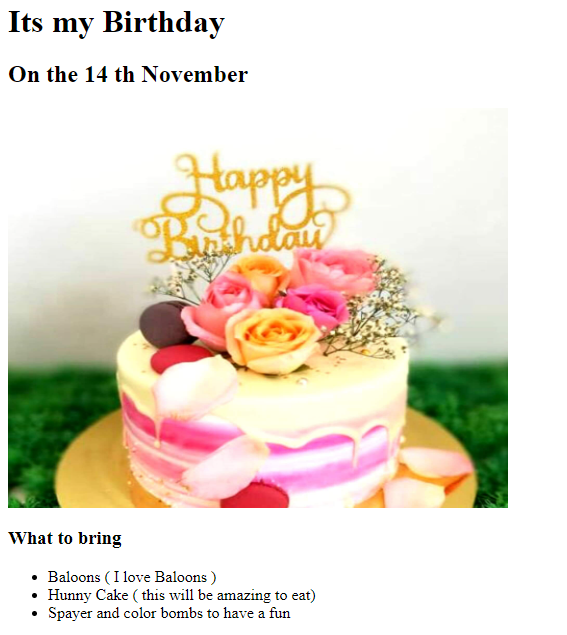 Its my Birthday
On the 14 th November
Happy
Birthday
What to bring
Baloons ( I love Baloons )
Hunny Cake ( this will be amazing to eat)
Spayer and color bombs to have a fun